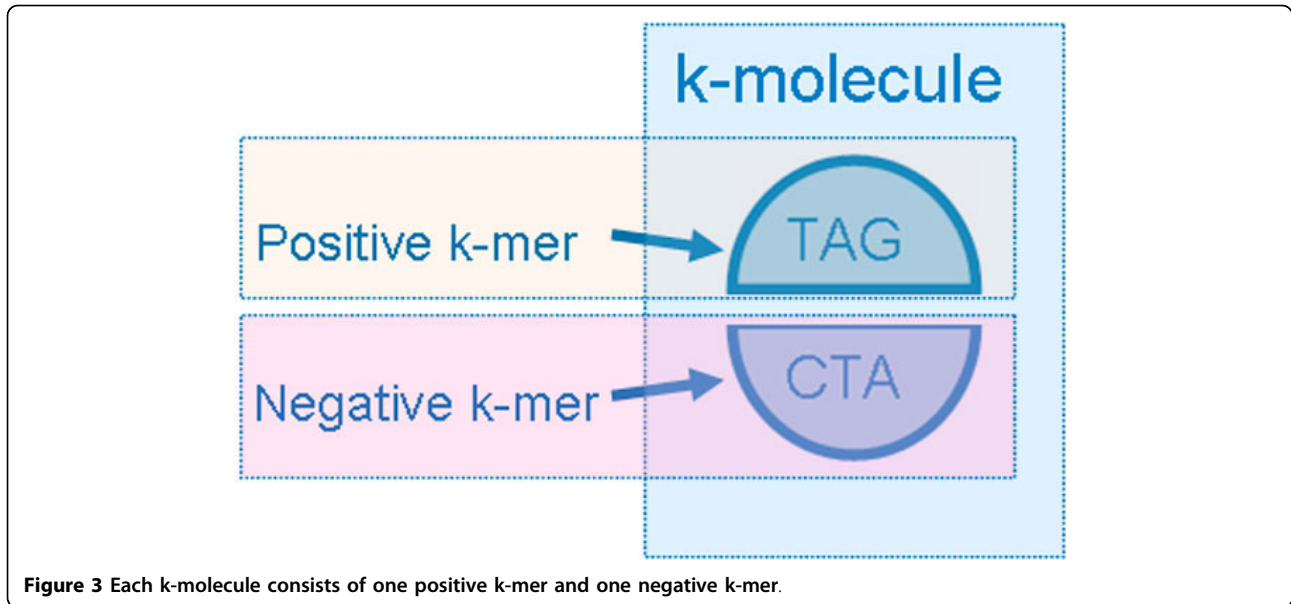 k-molecule
Positive k-mer
TAG
Negative k-mer
CTA
Figure 3 Each k-molecule consists of one positive k-mer and one negative k-mer.